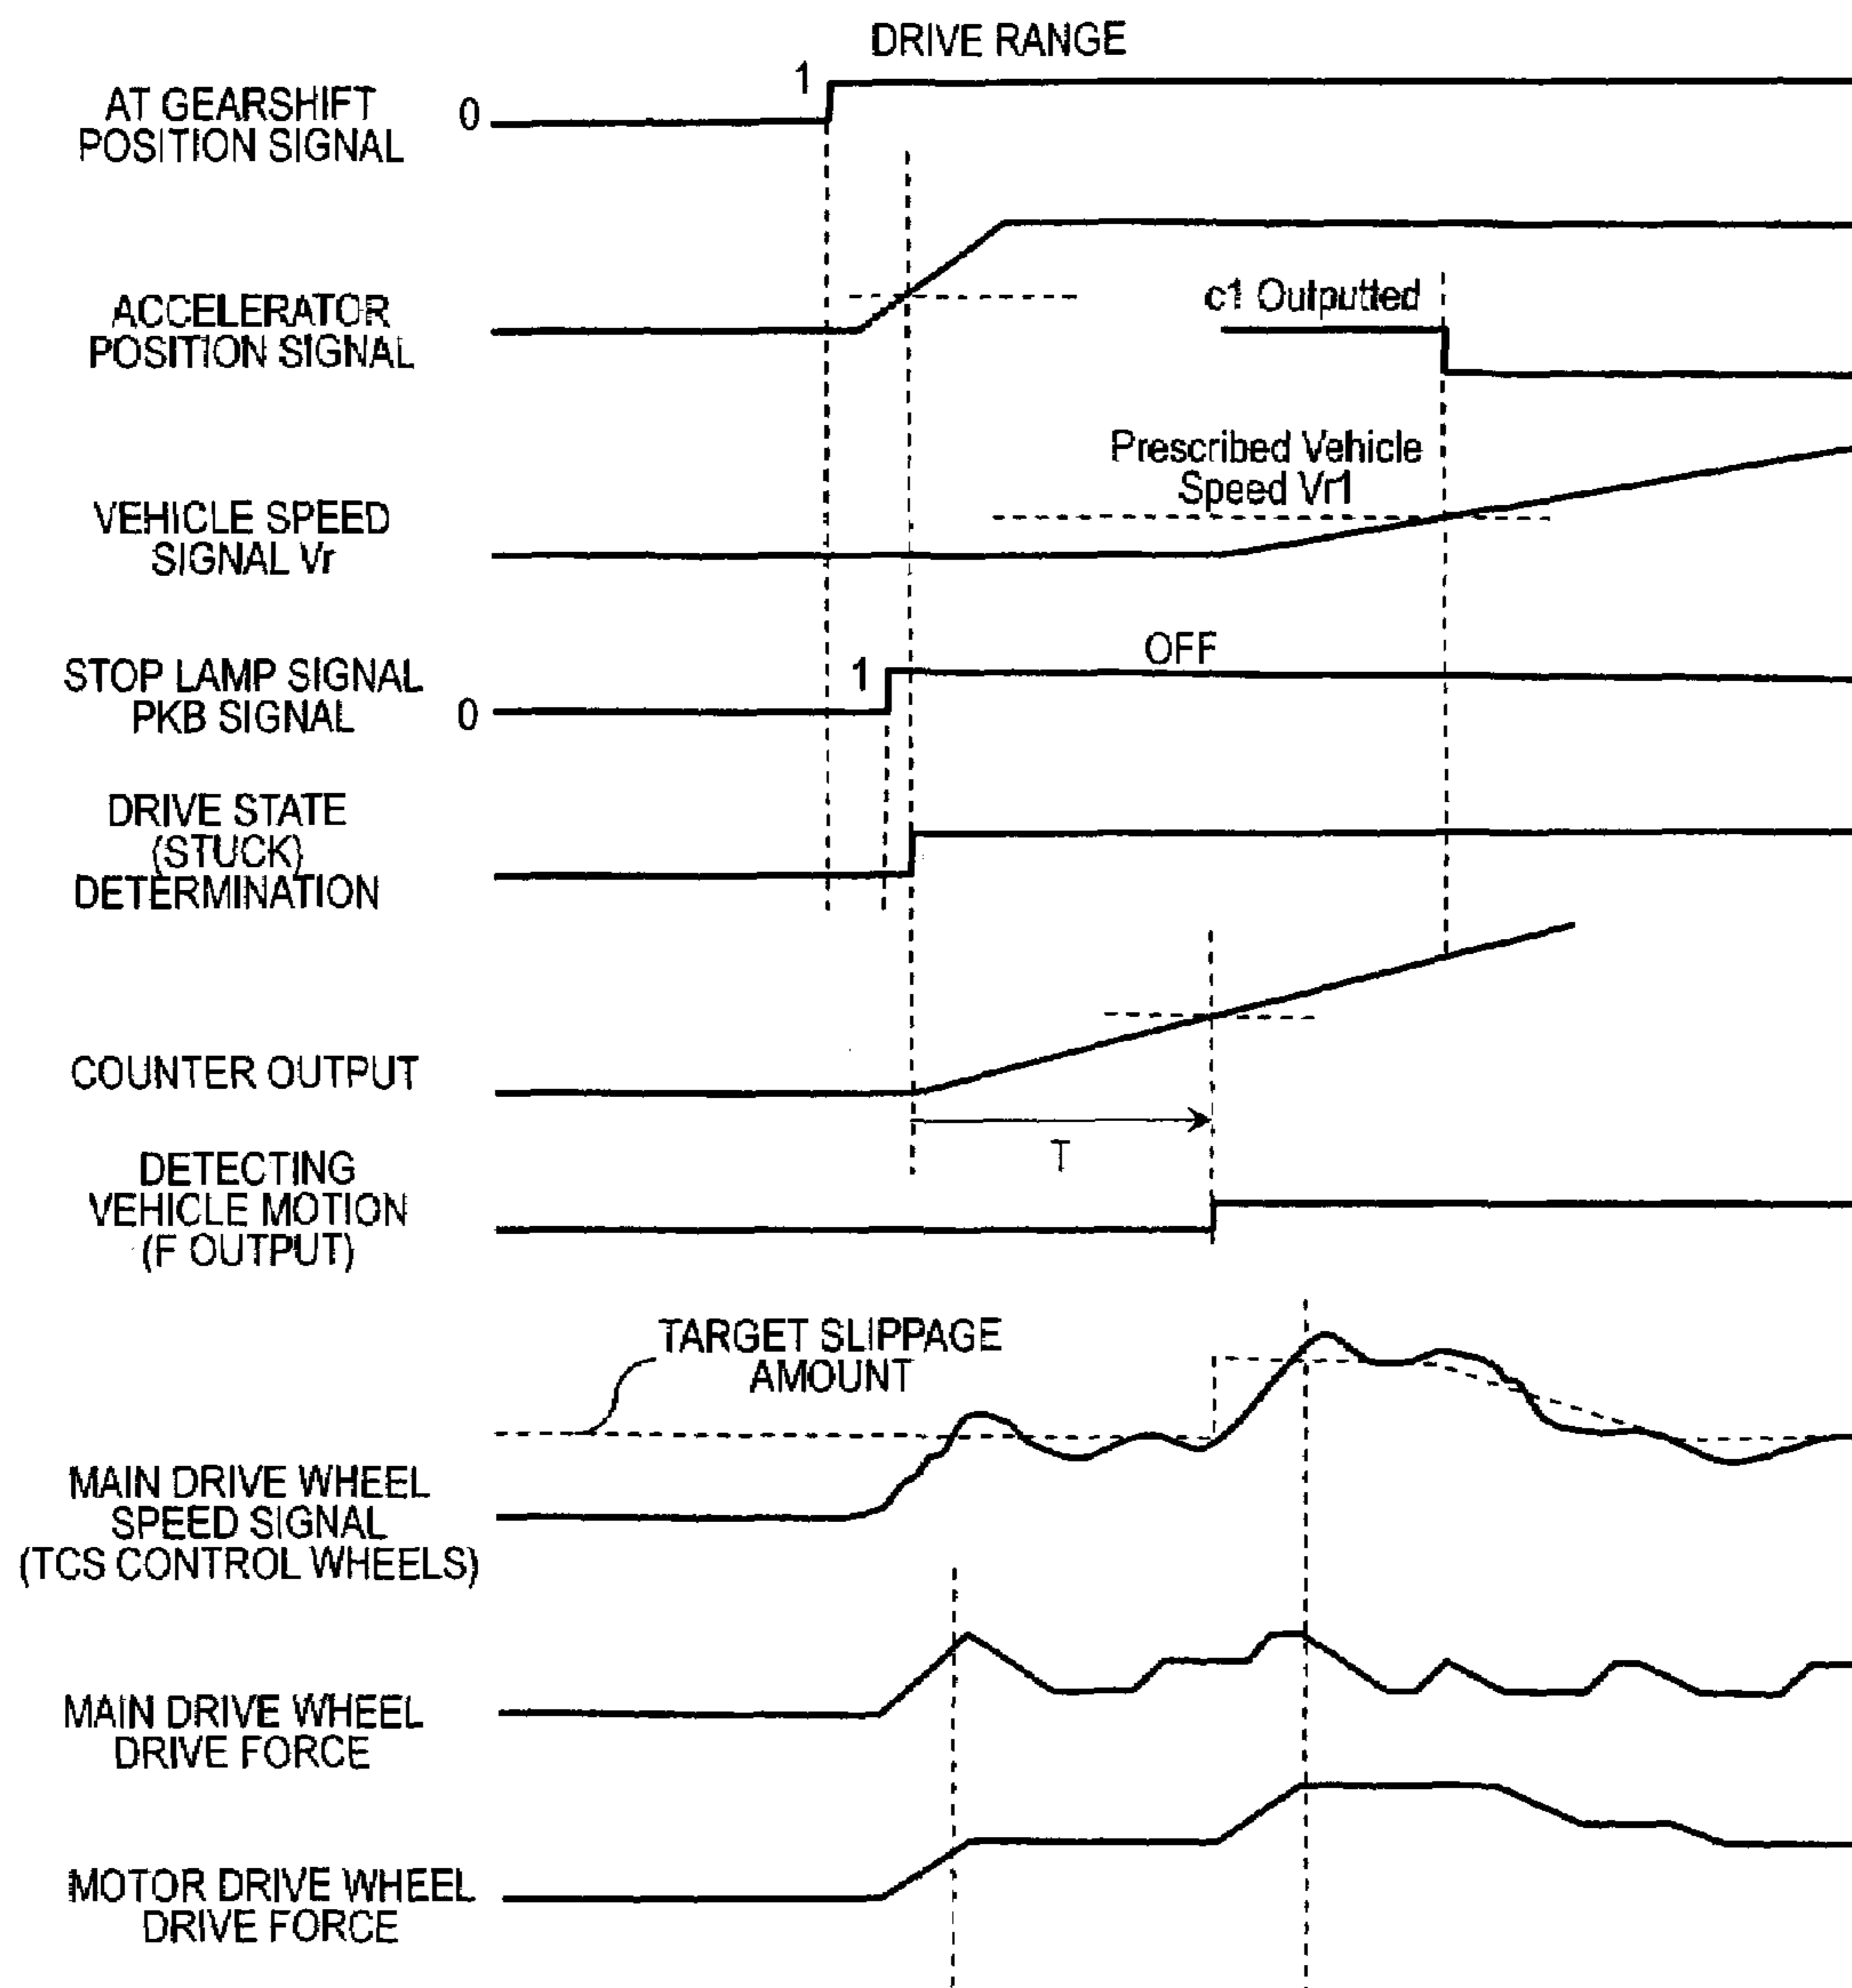 DRIVE RANGE
AT GEARSHIFT
POSITION SIGNAL
0
1
ACCELERATOR
POSITION SIGNAL
c1 Outputted
VEHICLE SPEED
SIGNAL Vr
Prescribed Vehicle
Speed Vr1
STOP LAMP SIGNAL
PKB SIGNAL
0
1
OFF
DRIVE STATE
(STUCK)
DETERMINATION
COUNTER OUTPUT
T
DETECTING
VEHICLE MOTION
(F OUTPUT)
TARGET SLIPPAGE
AMOUNT
MAIN DRIVE WHEEL
SPEED SIGNAL
(TCS CONTROL WHEELS)
MAIN DRIVE WHEEL
DRIVE FORCE
MOTOR DRIVE WHEEL
DRIVE FORCE